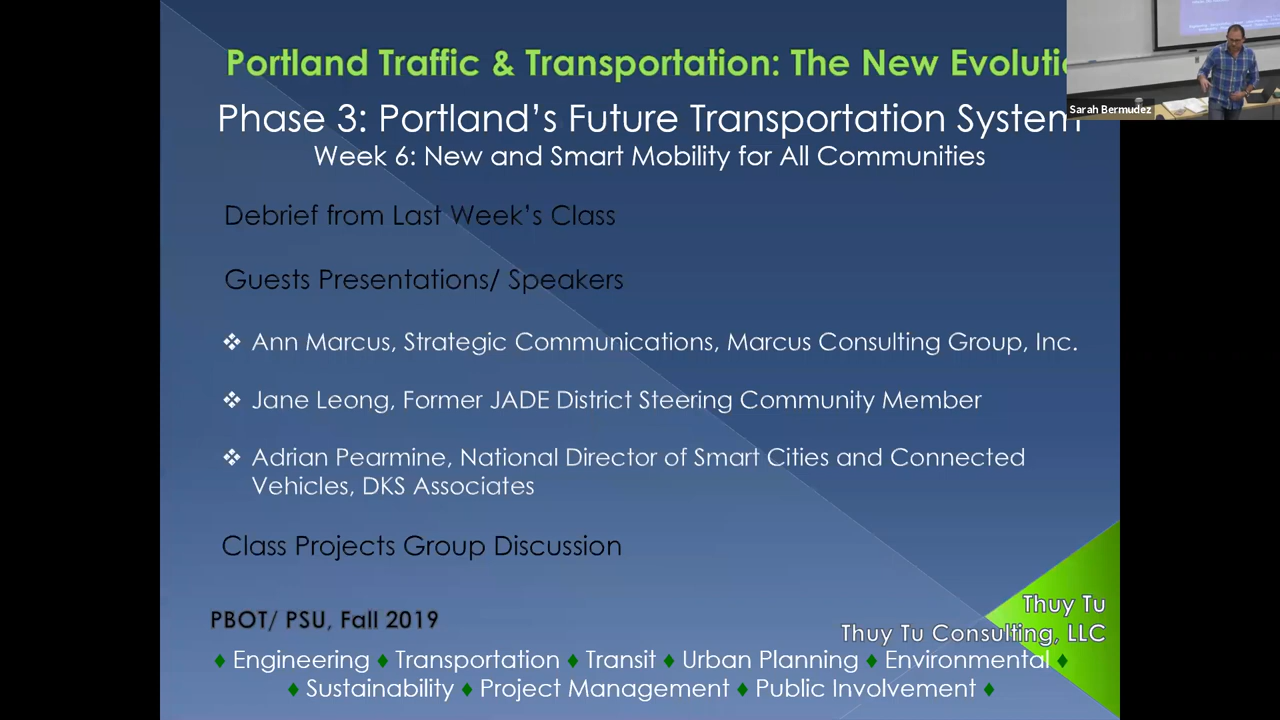 Portland Traffic & Transportation: The New Evoluti
Sarah Bermudez
Phase 3: Portland's Future Transportation System
Week 6: New and Smart Mobility for All Communities
Debrief from Last Week's Class
Guests Presentations/ Speakers
❖ Ann Marcus, Strategic Communications, Marcus Consulting Group, Inc.
❖ Jane Leong, Former JADE District Steering Community Member
❖ Adrian Pearmine, National Director of Smart Cities and Connected
Vehicles, DKS Associates
Class Projects Group Discussion
PBOT/ PSU, Fall 2019
Thuy Tu
Thuy Tu Consulting, LLC
♦ Engineering ♦ Transportation ♦ Transit ♦ Urban Planning ♦ Environmental ♦
♦ Sustainability ♦ Project Management ♦ Public Involvement ♦